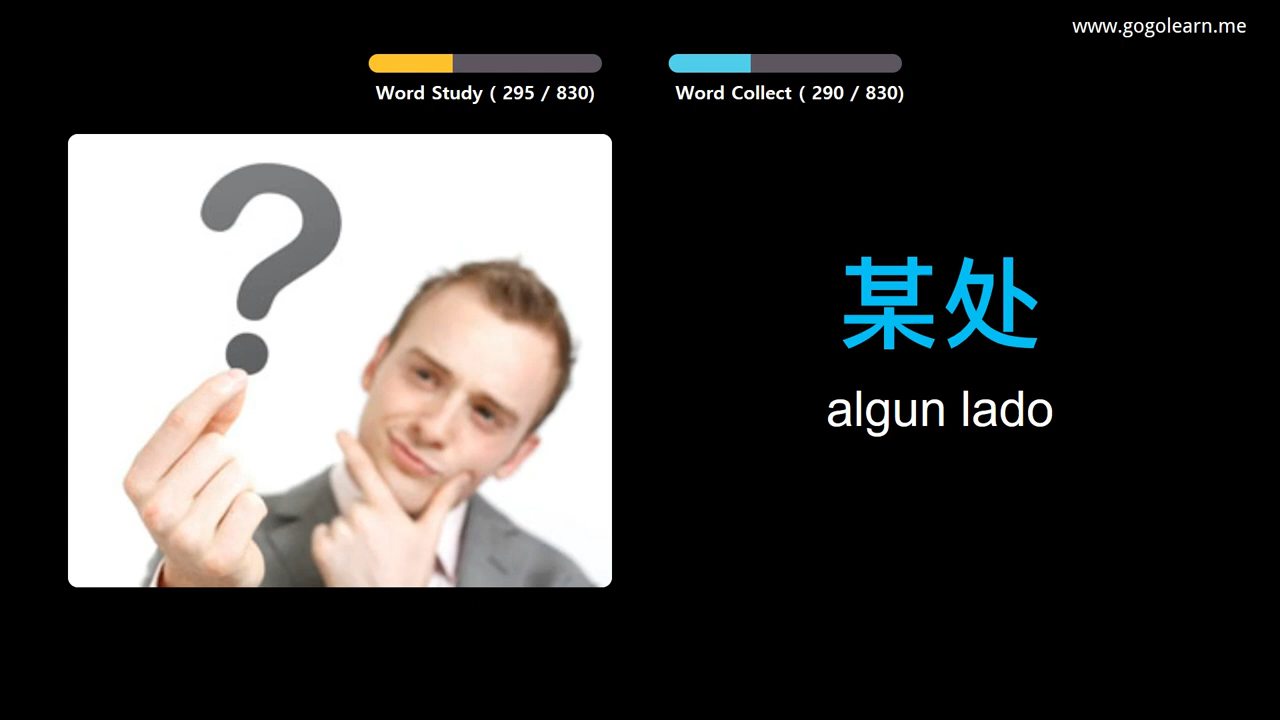 www.gogolearn.me
Word Study ( 295 / 830)
Word Collect ( 290 / 830)
?
某处
algun lado